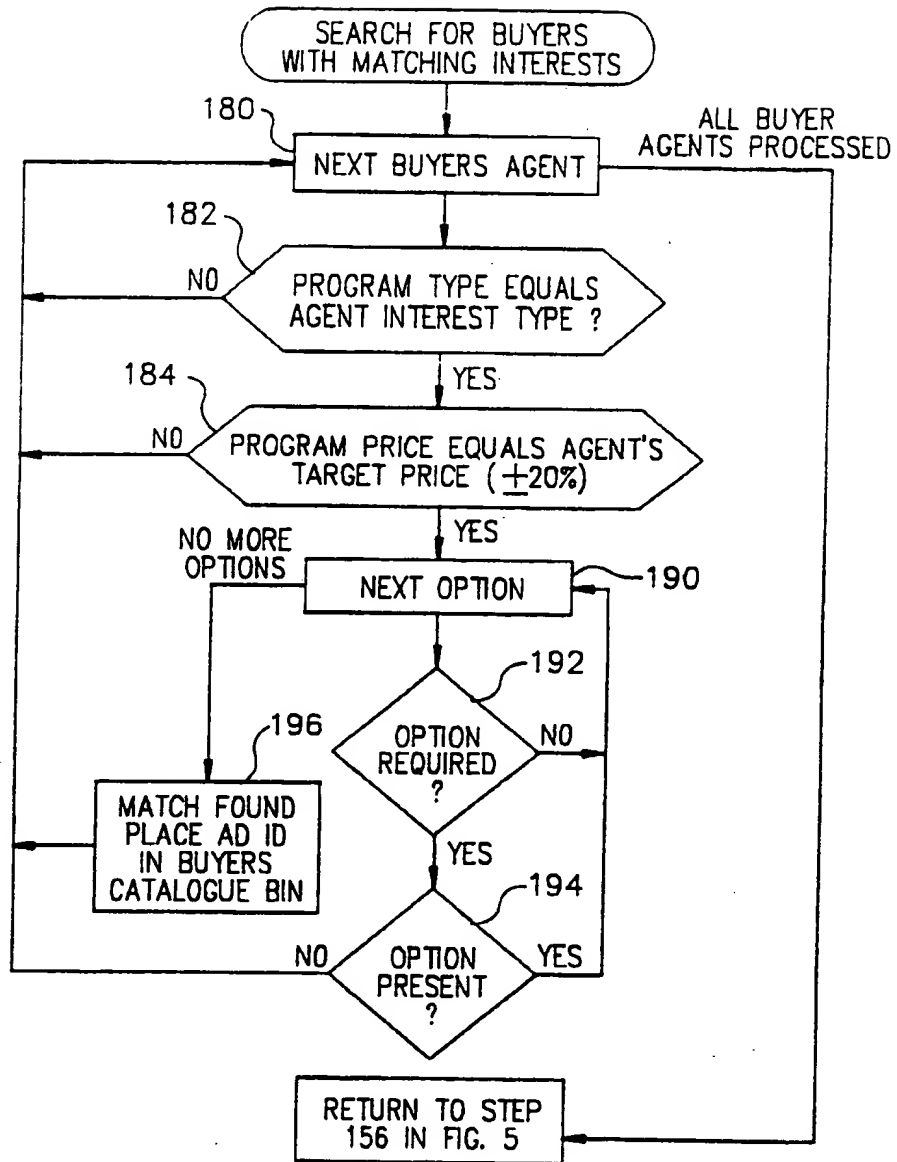 SEARCH FOR BUYERS
WITH MATCHING INTERESTS
180
ALL BUYER
AGENTS PROCESSED
NEXT BUYERS AGENT
182
NO
PROGRAM TYPE EQUALS
AGENT INTEREST TYPE ?
YES
184
NO
PROGRAM PRICE EQUALS AGENT'S
TARGET PRICE (±20%)
YES
NO MORE
OPTIONS
NEXT OPTION
190
192
OPTION
REQUIRED
?
NO
196
MATCH FOUND
PLACE AD ID
IN BUYERS
CATALOGUE BIN
YES
194
NO
OPTION
PRESENT
?
YES
RETURN TO STEP
156 IN FIG. 5